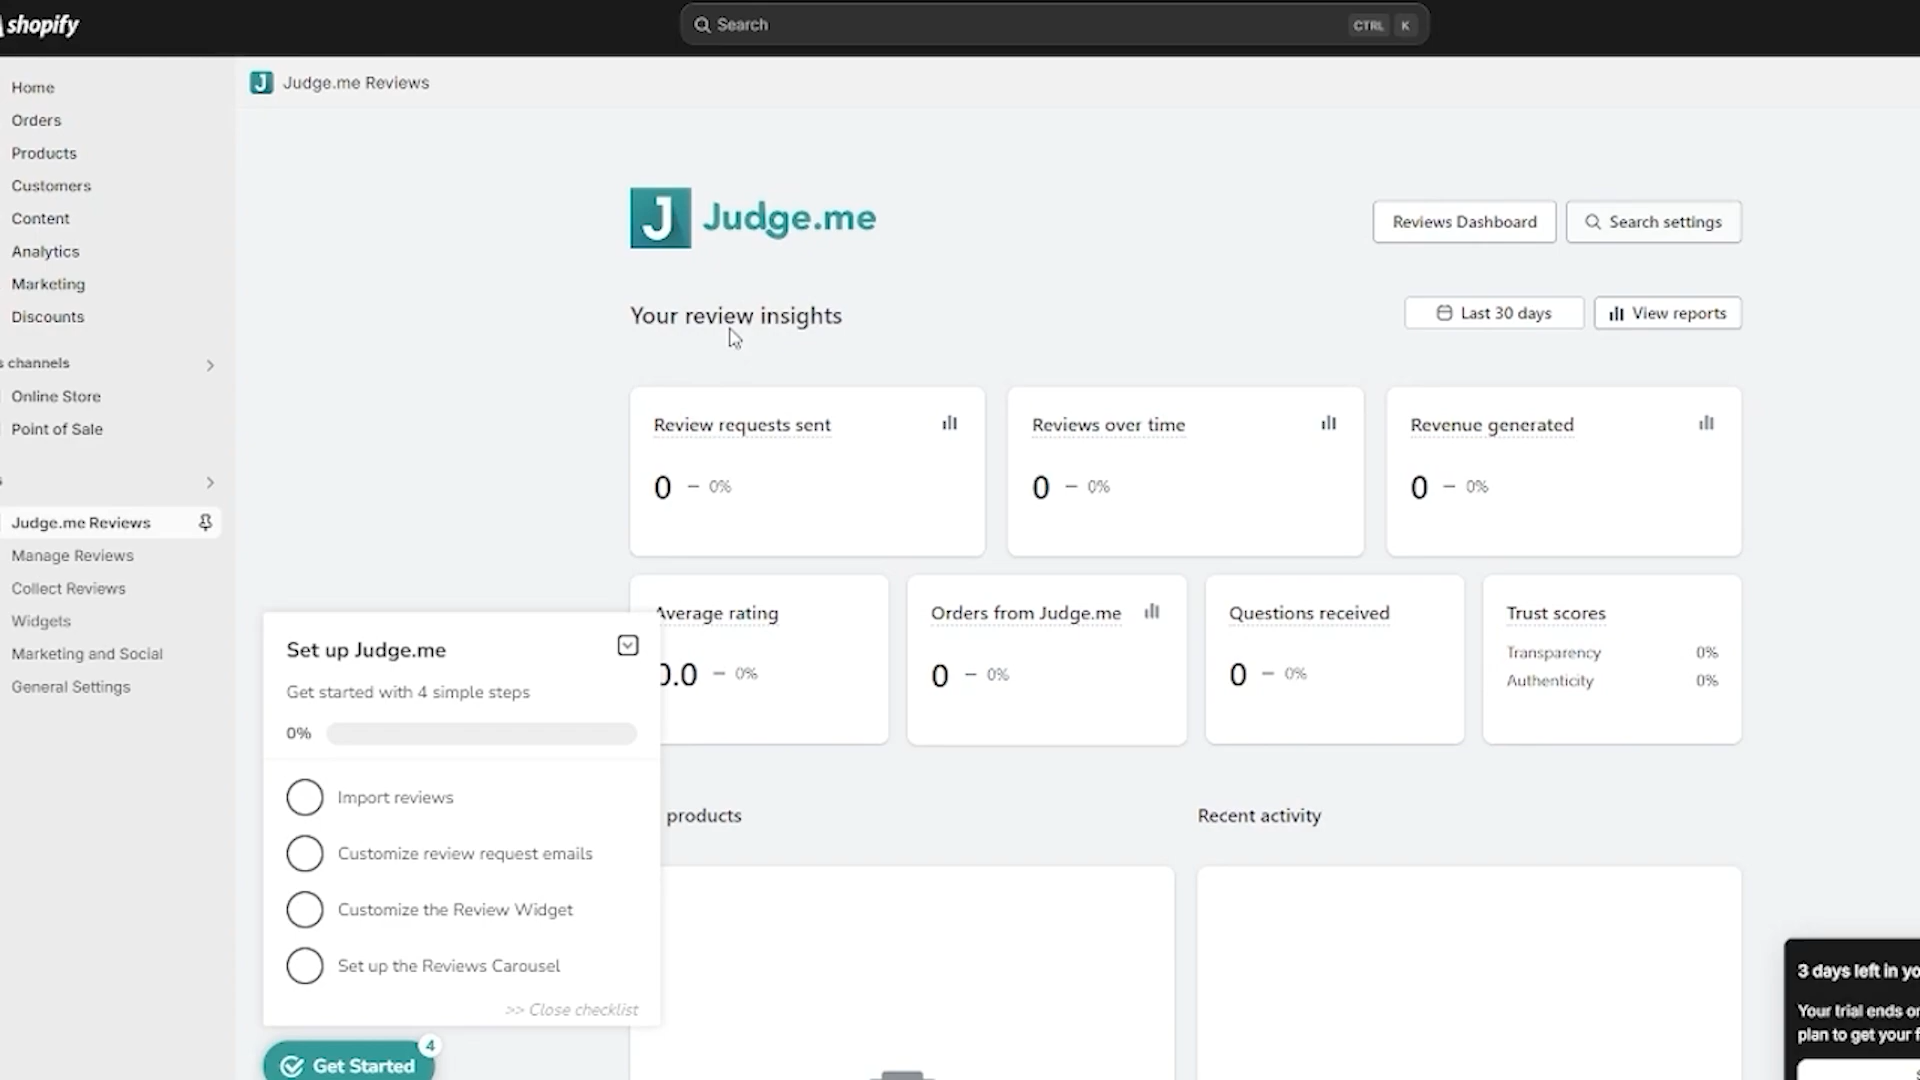 shopify
Search
CTRL K
Home
Orders
Products
Customers
Content
Analytics
Marketing
Discounts
channels
Online Store
Point of Sale
Judge.me Reviews
Manage Reviews
Collect Reviews
Widgets
Marketing and Social
General Settings
Judge.me Reviews
J Judge.me
Reviews Dashboard
Search settings
Your review insights
Last 30 days
View reports
Review requests sent
0 – 0%
Reviews over time
0 – 0%
Revenue generated
0 – 0%
Average rating
0.0 – 0%
Orders from Judge.me
0 – 0%
Questions received
0 – 0%
Trust scores
Transparency 0%
Authenticity 0%
Set up Judge.me
Get started with 4 simple steps
0%
Import reviews
Customize review request emails
Customize the Review Widget
Set up the Reviews Carousel
>> Close checklist
Get Started
4
products
Recent activity
3 days left in yo
Your trial ends on
plan to get your f